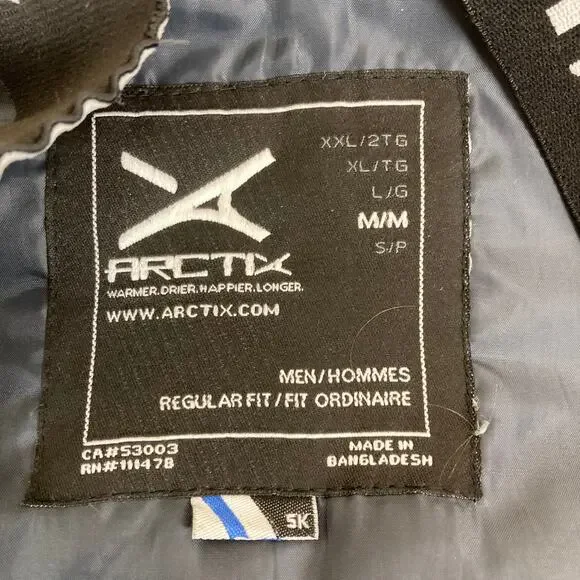 XXL/2TG
XL/TG
L/G
M/M
S/P
ARCTIX
WARMER.DRIER.HAPPIER.LONGER.
WWW.ARCTIX.COM
MEN/HOMMES
REGULAR FIT/FIT ORDINAIRE
CA#53003
RN#111478
MADE IN
BANGLADESH
5K